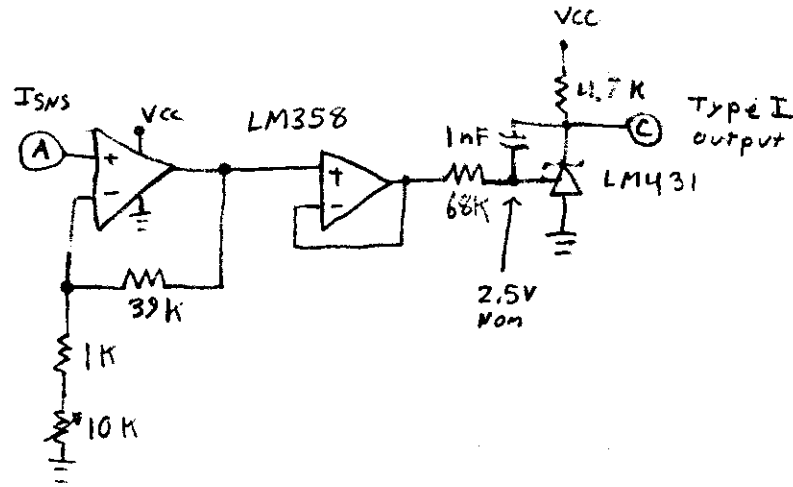 VCC
4.7K
ISNS
VCC
LM358
Type I
output
A
C
1nF
+
-
+
-
68K
LM431
39K
2.5V
Nom
1K
10K